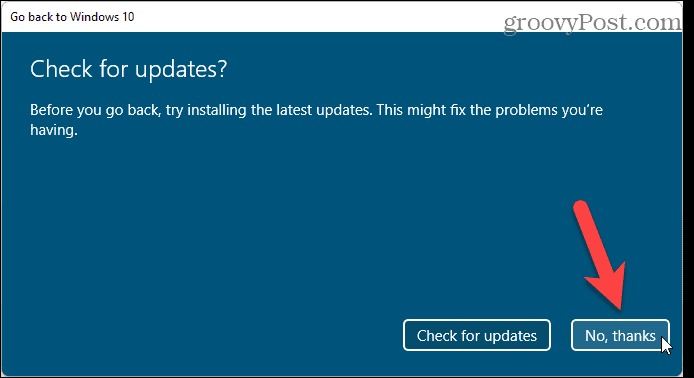 Go back to Windows 10
groovyPost.com
Check for updates?
Before you go back, try installing the latest updates. This might fix the problems you're
having.
Check for updates
No, thanks